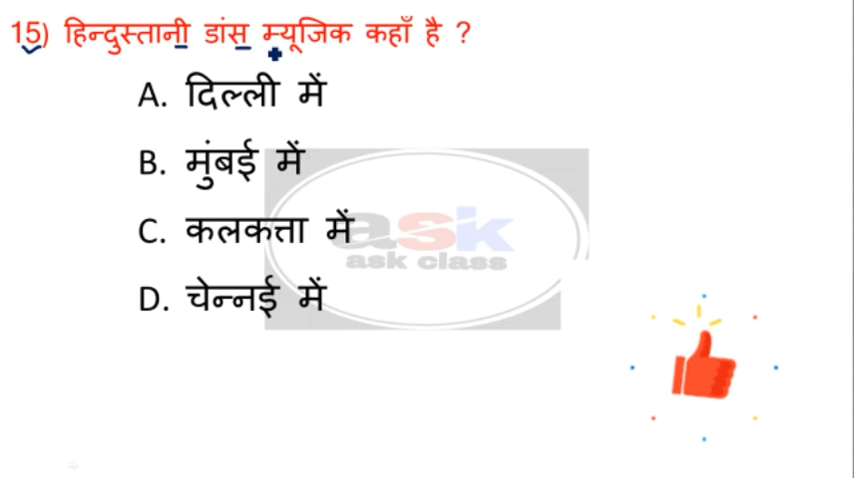 15) हिन्दुस्तानी डांस म्यूजिक कहाँ है ?
A. दिल्ली में
B. मुंबई में
C. कलकत्ता में
D. चेन्नई में
ask
ask class